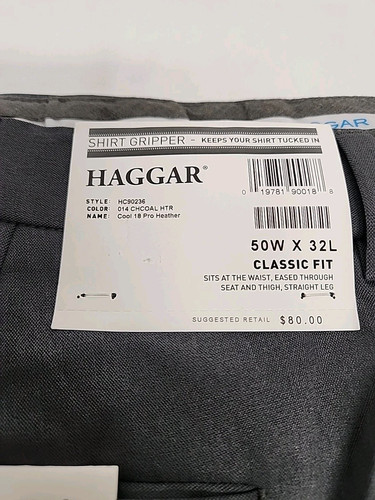 GGAR
SHIRT GRIPPER - KEEPS YOUR SHIRT TUCKED IN
HAGGAR®
0 19781 90018 8
STYLE: HC90236
COLOR: 014 CHCOAL HTR
NAME: Cool 18 Pro Heather
50W X 32L
CLASSIC FIT
SITS AT THE WAIST, EASED THROUGH
SEAT AND THIGH, STRAIGHT LEG
SUGGESTED RETAIL $80.00